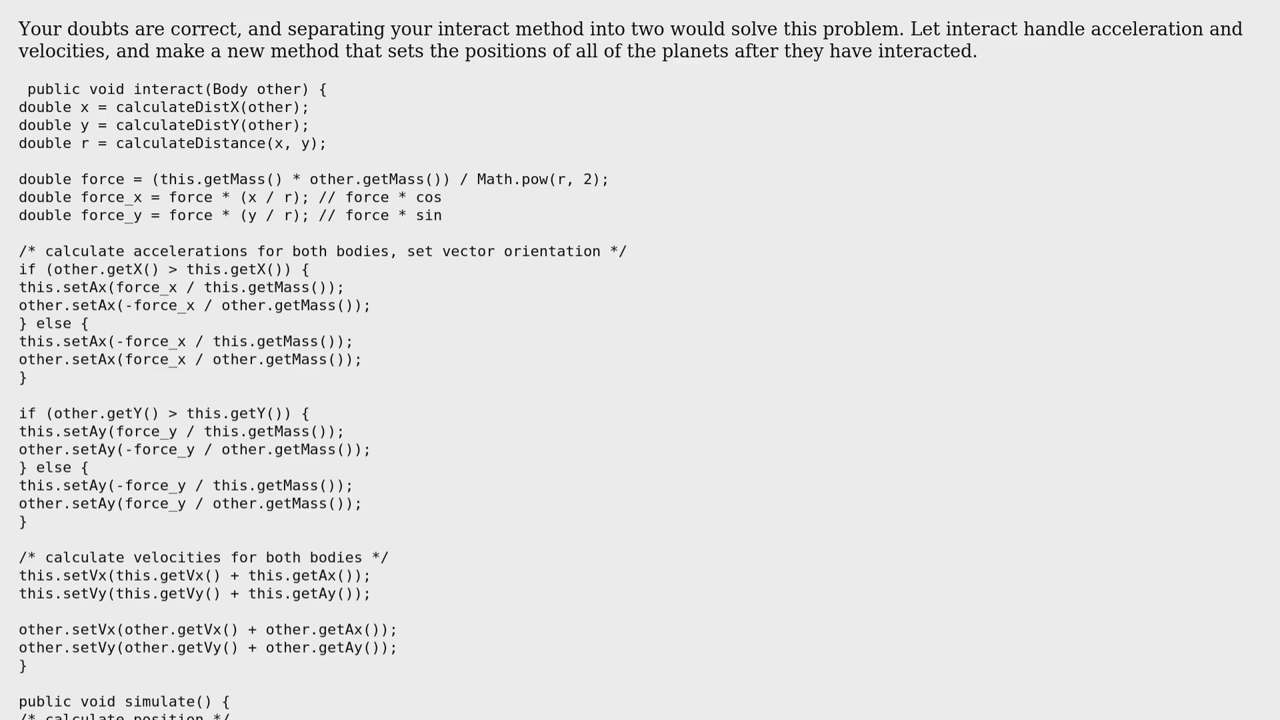 Your doubts are correct, and separating your interact method into two would solve this problem. Let interact handle acceleration and
velocities, and make a new method that sets the positions of all of the planets after they have interacted.
public void interact(Body other) {
double x = calculateDistX(other);
double y = calculateDistY(other);
double r = calculateDistance(x, y);
double force = (this.getMass() * other.getMass()) / Math.pow(r, 2);
double force_x = force * (x / r); // force * cos
double force_y = force * (y / r); // force * sin
/* calculate accelerations for both bodies, set vector orientation */
if (other.getX() > this.getX()) {
this.setAx(force_x / this.getMass());
other.setAx(-force_x / other.getMass());
} else {
this.setAx(-force_x / this.getMass());
other.setAx(force_x / other.getMass());
}
if (other.getY() > this.getY()) {
this.setAy(force_y / this.getMass());
other.setAy(-force_y / other.getMass());
} else {
this.setAy(-force_y / this.getMass());
other.setAy(force_y / other.getMass());
}
/* calculate velocities for both bodies */
this.setVx(this.getVx() + this.getAx());
this.setVy(this.getVy() + this.getAy());
other.setVx(other.getVx() + other.getAx());
other.setVy(other.getVy() + other.getAy());
}
public void simulate() {
/* calculate position */